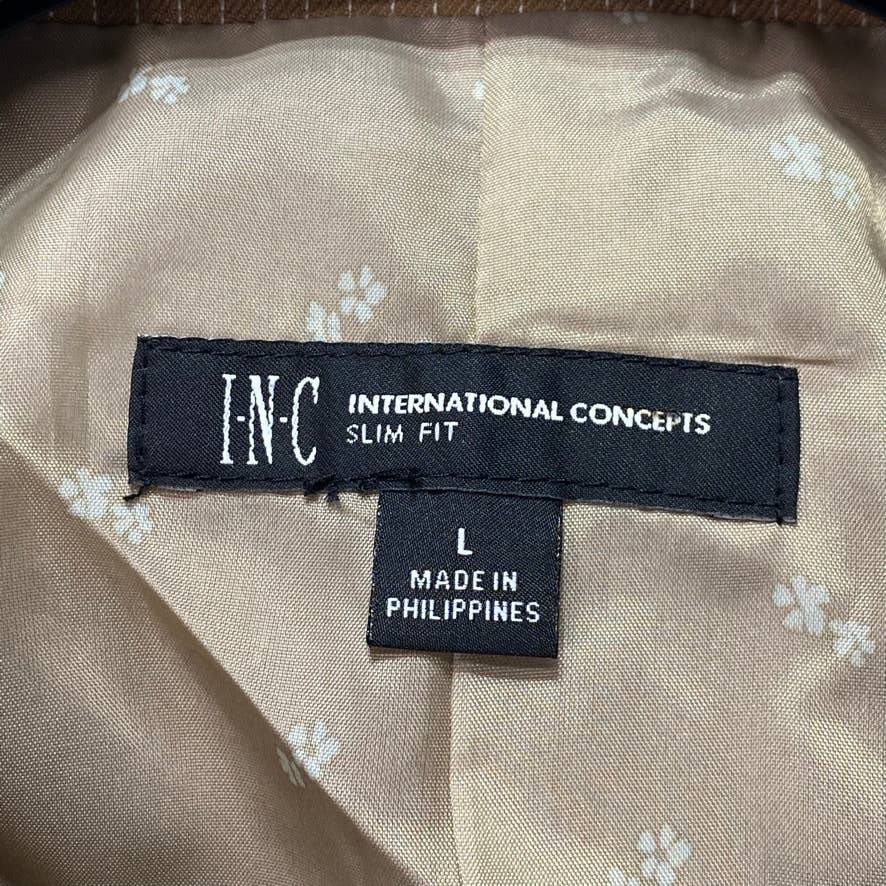 I·N·C INTERNATIONAL CONCEPTS
SLIM FIT
L
MADE IN
PHILIPPINES